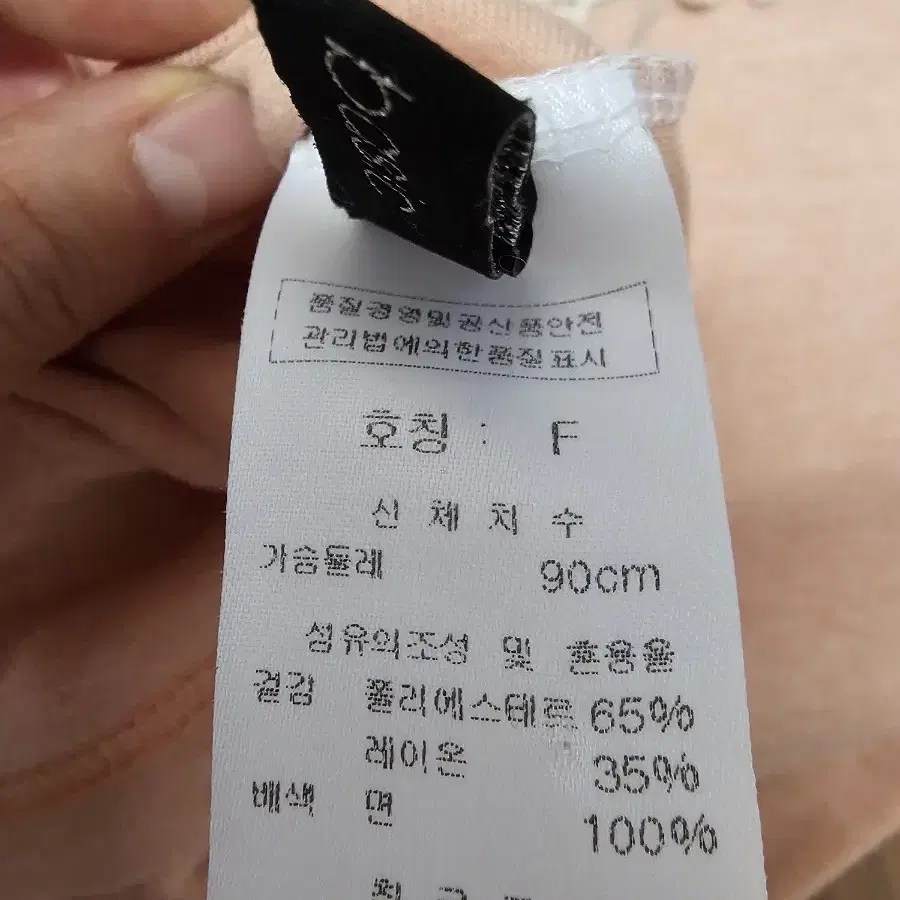 품질경영및공산품안전
관리법에의한품질표시
호칭 : F
신 체 치 수
가슴둘레 90cm
섬유의조성 및 혼용율
겉감 폴리에스테르 65%
레이온 35%
배색 면 100%